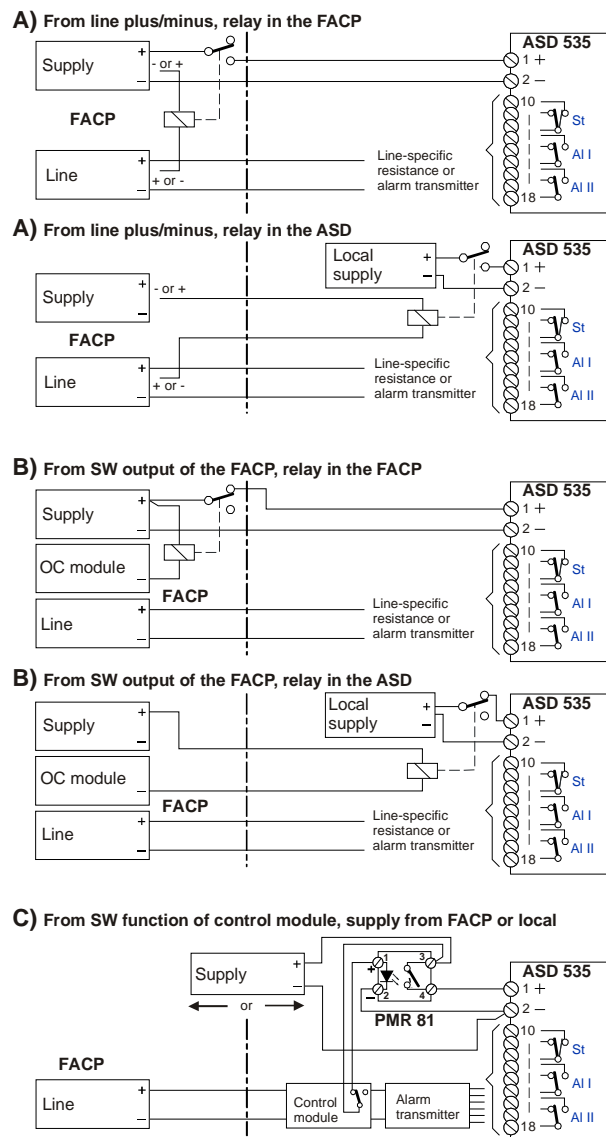 A) From line plus/minus, relay in the FACP
ASD 535
Supply
+
–
- or +
1 +
2 –
FACP
10
St
Al I
Al II
18
Line
+
–
+ or -
Line-specific
resistance or
alarm transmitter
A) From line plus/minus, relay in the ASD
ASD 535
Local
supply
+
–
1 +
2 –
Supply
+
–
- or +
FACP
10
St
Al I
Al II
18
Line
+
–
+ or -
Line-specific
resistance or
alarm transmitter
B) From SW output of the FACP, relay in the FACP
ASD 535
Supply
+
–
1 +
2 –
OC module
–
FACP
10
St
Al I
Al II
18
Line
+
–
Line-specific
resistance or
alarm transmitter
B) From SW output of the FACP, relay in the ASD
ASD 535
Local
supply
+
–
1 +
2 –
Supply
+
OC module
–
FACP
10
St
Al I
Al II
18
Line
+
–
Line-specific
resistance or
alarm transmitter
C) From SW function of control module, supply from FACP or local
ASD 535
Supply
+
–
or
1
3
+
–
2
4
PMR 81
1 +
2 –
10
St
Al I
Al II
18
FACP
Line
+
–
Control
module
Alarm
transmitter